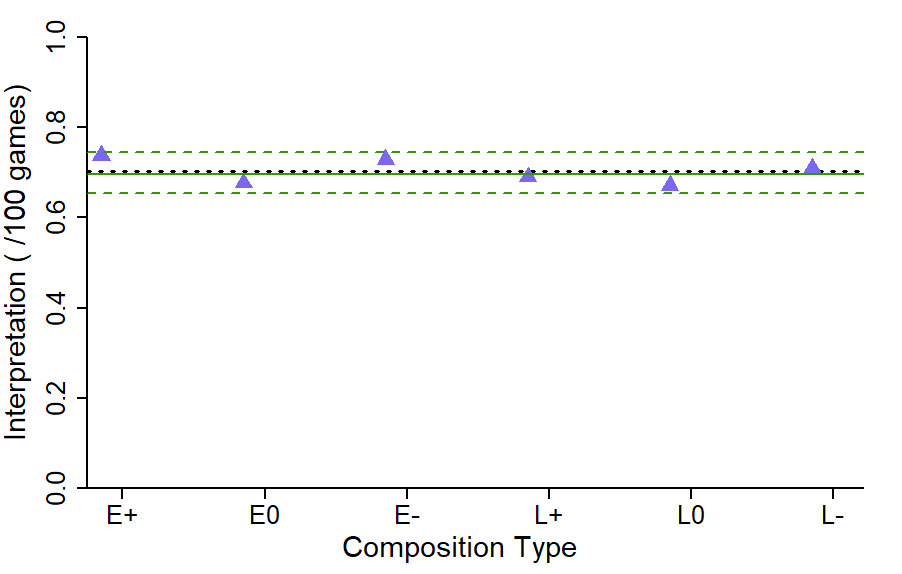 Interpretation ( /100 games)
1.0
0.8
0.6
0.4
0.2
0.0
E+ E0 E- L+ L0 L-
Composition Type